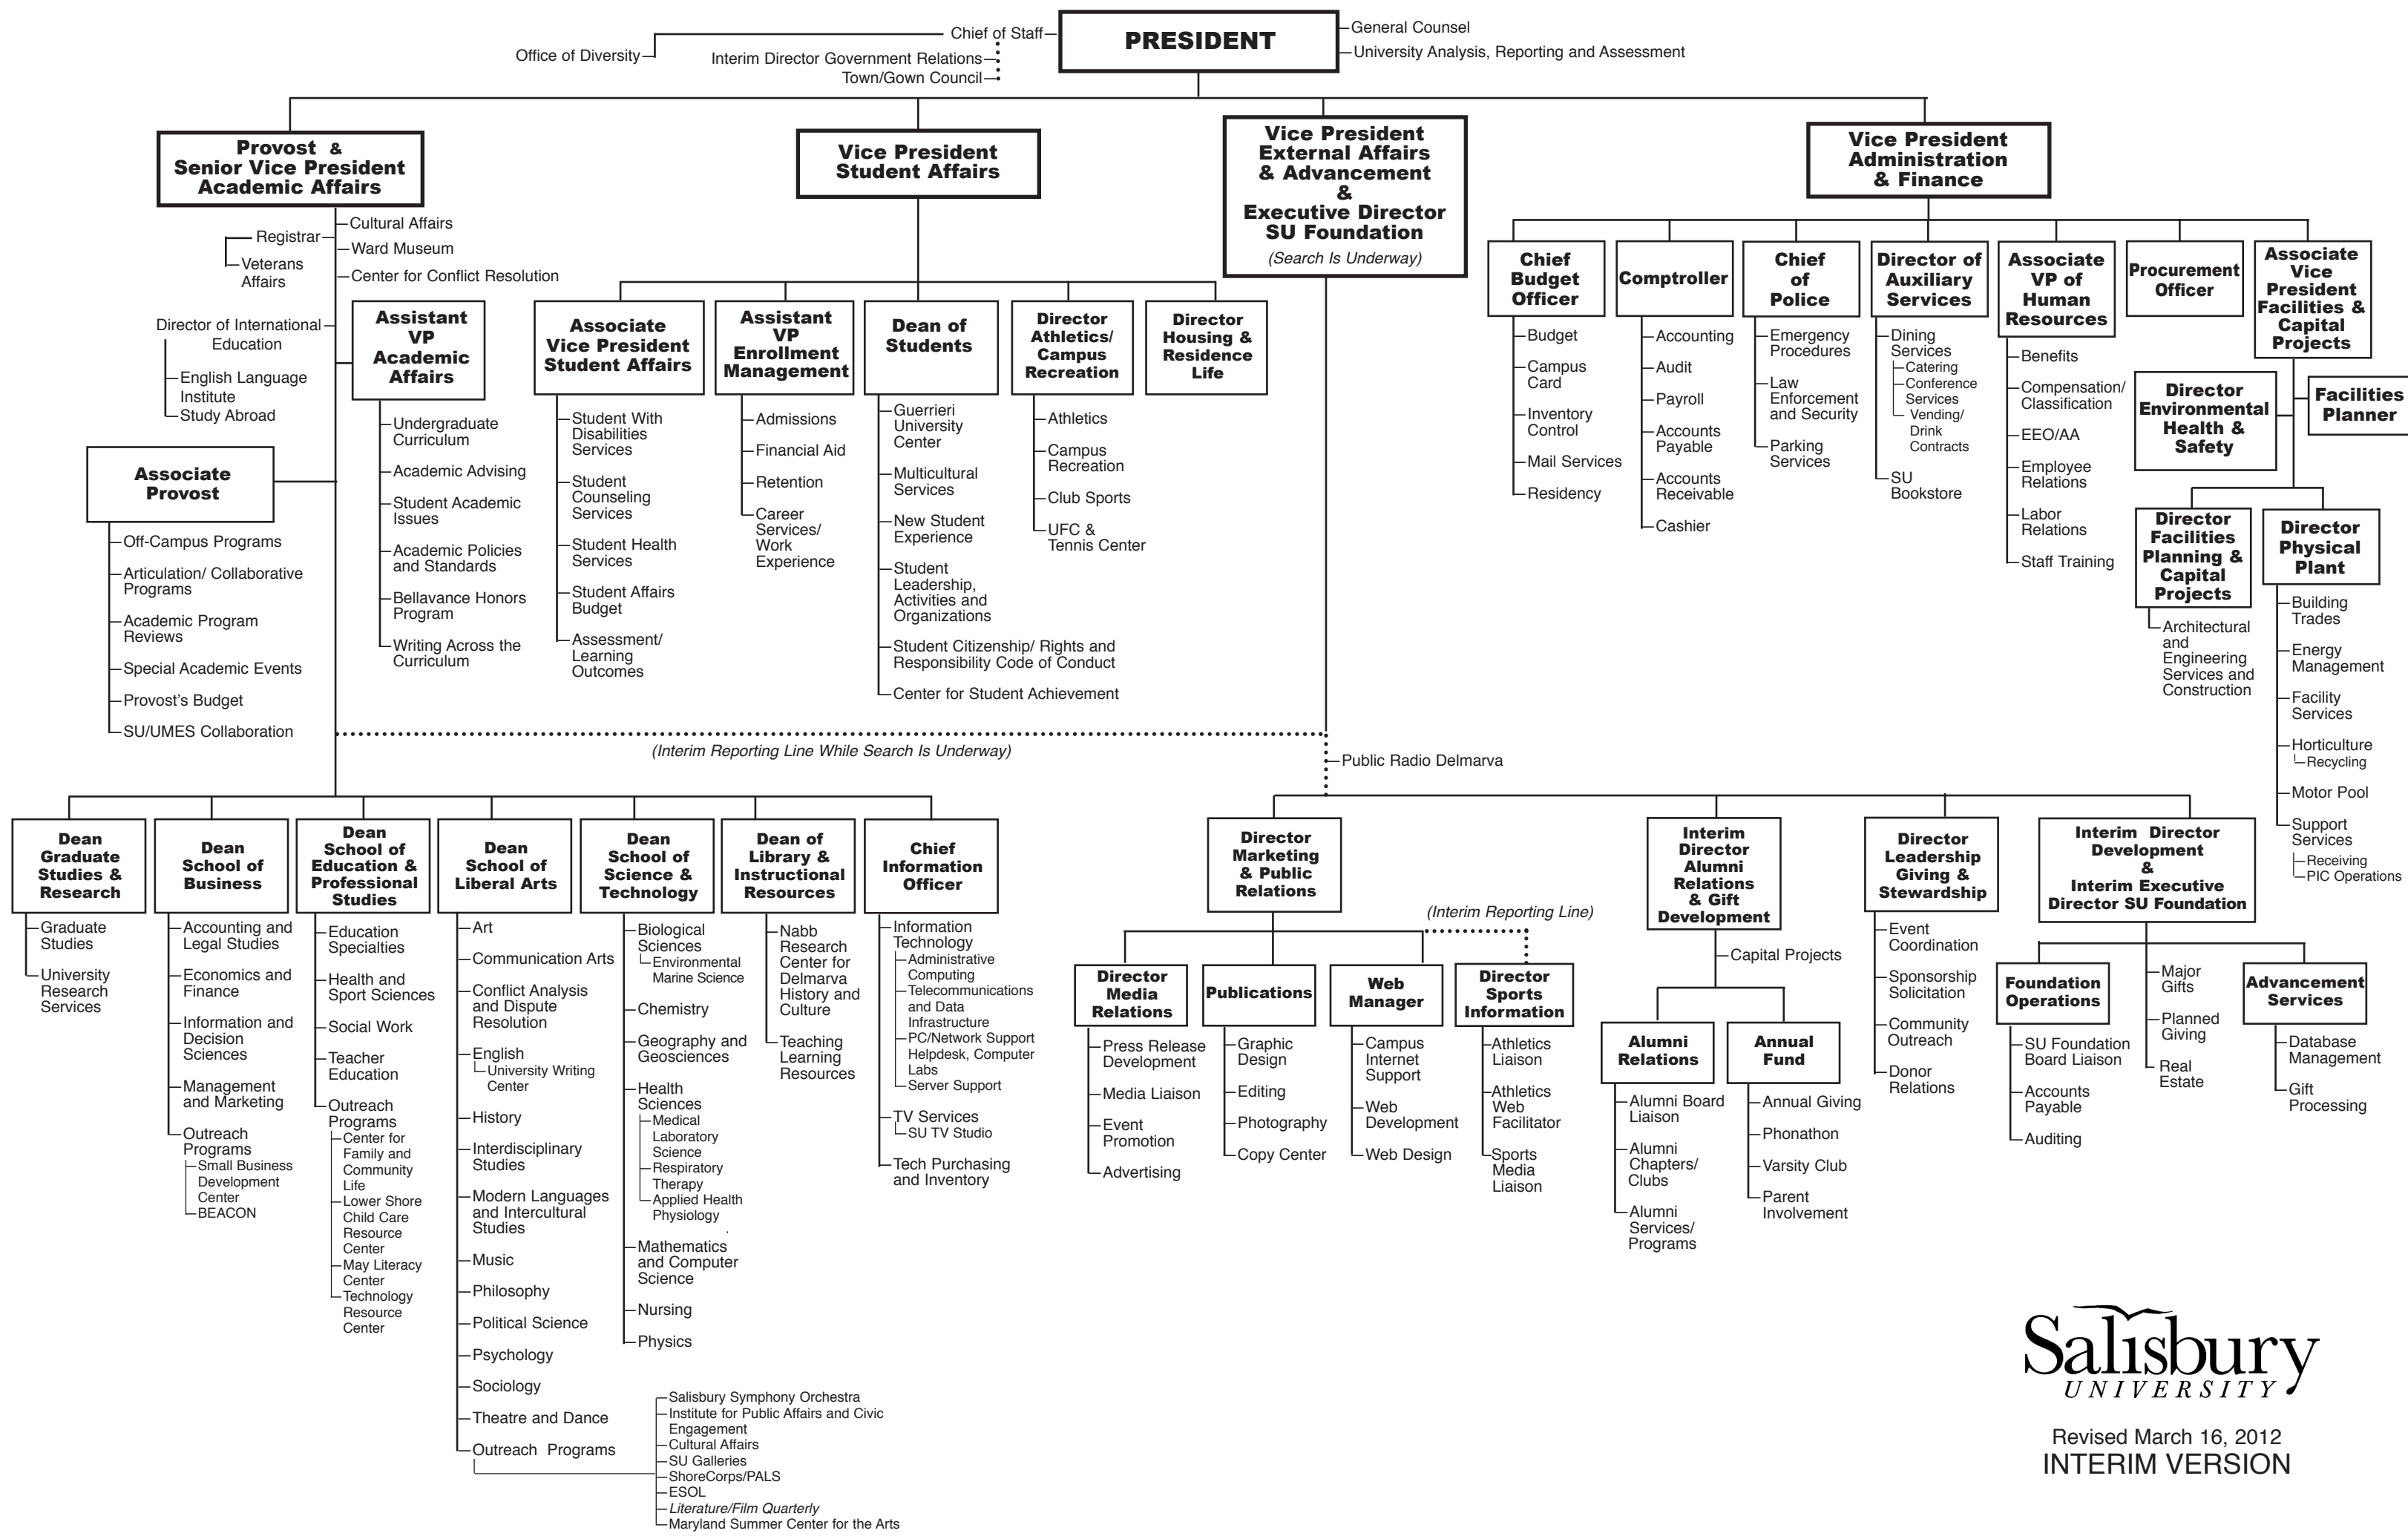 PRESIDENT
Chief of Staff
Office of Diversity
Interim Director Government Relations
Town/Gown Council
General Counsel
University Analysis, Reporting and Assessment
Provost &
Senior Vice President
Academic Affairs
Vice President
Student Affairs
Vice President
External Affairs
& Advancement
&
Executive Director
SU Foundation
(Search Is Underway)
Vice President
Administration
& Finance
Cultural Affairs
Registrar
Ward Museum
Veterans
Affairs
Center for Conflict Resolution
Director of International
Education
English Language
Institute
Study Abroad
Assistant
VP
Academic
Affairs
Undergraduate
Curriculum
Academic Advising
Student Academic
Issues
Academic Policies
and Standards
Bellavance Honors
Program
Writing Across the
Curriculum
Associate
Provost
Off-Campus Programs
Articulation/ Collaborative
Programs
Academic Program
Reviews
Special Academic Events
Provost's Budget
SU/UMES Collaboration
Associate
Vice President
Student Affairs
Student With
Disabilities
Services
Student
Counseling
Services
Student Health
Services
Student Affairs
Budget
Assessment/
Learning
Outcomes
Assistant
VP
Enrollment
Management
Admissions
Financial Aid
Retention
Career
Services/
Work
Experience
Dean of
Students
Guerrieri
University
Center
Multicultural
Services
New Student
Experience
Student
Leadership,
Activities and
Organizations
Student Citizenship/ Rights and
Responsibility Code of Conduct
Center for Student Achievement
Director
Athletics/
Campus
Recreation
Athletics
Campus
Recreation
Club Sports
UFC &
Tennis Center
Director
Housing &
Residence
Life
Chief
Budget
Officer
Budget
Campus
Card
Inventory
Control
Mail Services
Residency
Comptroller
Accounting
Audit
Payroll
Accounts
Payable
Accounts
Receivable
Cashier
Chief
of
Police
Emergency
Procedures
Law
Enforcement
and Security
Parking
Services
Director of
Auxiliary
Services
Dining
Services
Catering
Conference
Services
Vending/
Drink
Contracts
SU
Bookstore
Associate
VP of
Human
Resources
Benefits
Compensation/
Classification
EEO/AA
Employee
Relations
Labor
Relations
Staff Training
Procurement
Officer
Associate
Vice
President
Facilities &
Capital
Projects
Director
Environmental
Health &
Safety
Facilities
Planner
Director
Facilities
Planning &
Capital
Projects
Architectural
and
Engineering
Services and
Construction
Director
Physical
Plant
Building
Trades
Energy
Management
Facility
Services
Horticulture
Recycling
Motor Pool
Support
Services
Receiving
PIC Operations
(Interim Reporting Line While Search Is Underway)
Public Radio Delmarva
Dean
Graduate
Studies &
Research
Graduate
Studies
University
Research
Services
Dean
School of
Business
Accounting and
Legal Studies
Economics and
Finance
Information and
Decision
Sciences
Management
and Marketing
Outreach
Programs
Small Business
Development
Center
BEACON
Dean
School of
Education &
Professional
Studies
Education
Specialties
Health and
Sport Sciences
Social Work
Teacher
Education
Outreach
Programs
Center for
Family and
Community
Life
Lower Shore
Child Care
Resource
Center
May Literacy
Center
Technology
Resource
Center
Dean
School of
Liberal Arts
Art
Communication Arts
Conflict Analysis
and Dispute
Resolution
English
University Writing
Center
History
Interdisciplinary
Studies
Modern Languages
and Intercultural
Studies
Music
Philosophy
Political Science
Psychology
Sociology
Theatre and Dance
Outreach Programs
Salisbury Symphony Orchestra
Institute for Public Affairs and Civic
Engagement
Cultural Affairs
SU Galleries
ShoreCorps/PALS
ESOL
Literature/Film Quarterly
Maryland Summer Center for the Arts
Dean
School of
Science &
Technology
Biological
Sciences
Environmental
Marine Science
Chemistry
Geography and
Geosciences
Health
Sciences
Medical
Laboratory
Science
Respiratory
Therapy
Applied Health
Physiology
Mathematics
and Computer
Science
Nursing
Physics
Dean of
Library &
Instructional
Resources
Nabb
Research
Center for
Delmarva
History and
Culture
Teaching
Learning
Resources
Chief
Information
Officer
Information
Technology
Administrative
Computing
Telecommunications
and Data
Infrastructure
PC/Network Support
Helpdesk, Computer
Labs
Server Support
TV Services
SU TV Studio
Tech Purchasing
and Inventory
Director
Marketing
& Public
Relations
(Interim Reporting Line)
Director
Media
Relations
Press Release
Development
Media Liaison
Event
Promotion
Advertising
Publications
Graphic
Design
Editing
Photography
Copy Center
Web
Manager
Campus
Internet
Support
Web
Development
Web Design
Director
Sports
Information
Athletics
Liaison
Athletics
Web
Facilitator
Sports
Media
Liaison
Interim
Director
Alumni
Relations
& Gift
Development
Capital Projects
Alumni
Relations
Alumni Board
Liaison
Alumni
Chapters/
Clubs
Alumni
Services/
Programs
Annual
Fund
Annual Giving
Phonathon
Varsity Club
Parent
Involvement
Director
Leadership
Giving &
Stewardship
Event
Coordination
Sponsorship
Solicitation
Community
Outreach
Donor
Relations
Interim Director
Development
&
Interim Executive
Director SU Foundation
Foundation
Operations
SU Foundation
Board Liaison
Accounts
Payable
Auditing
Major
Gifts
Planned
Giving
Real
Estate
Advancement
Services
Database
Management
Gift
Processing
Salisbury
UNIVERSITY
Revised March 16, 2012
INTERIM VERSION